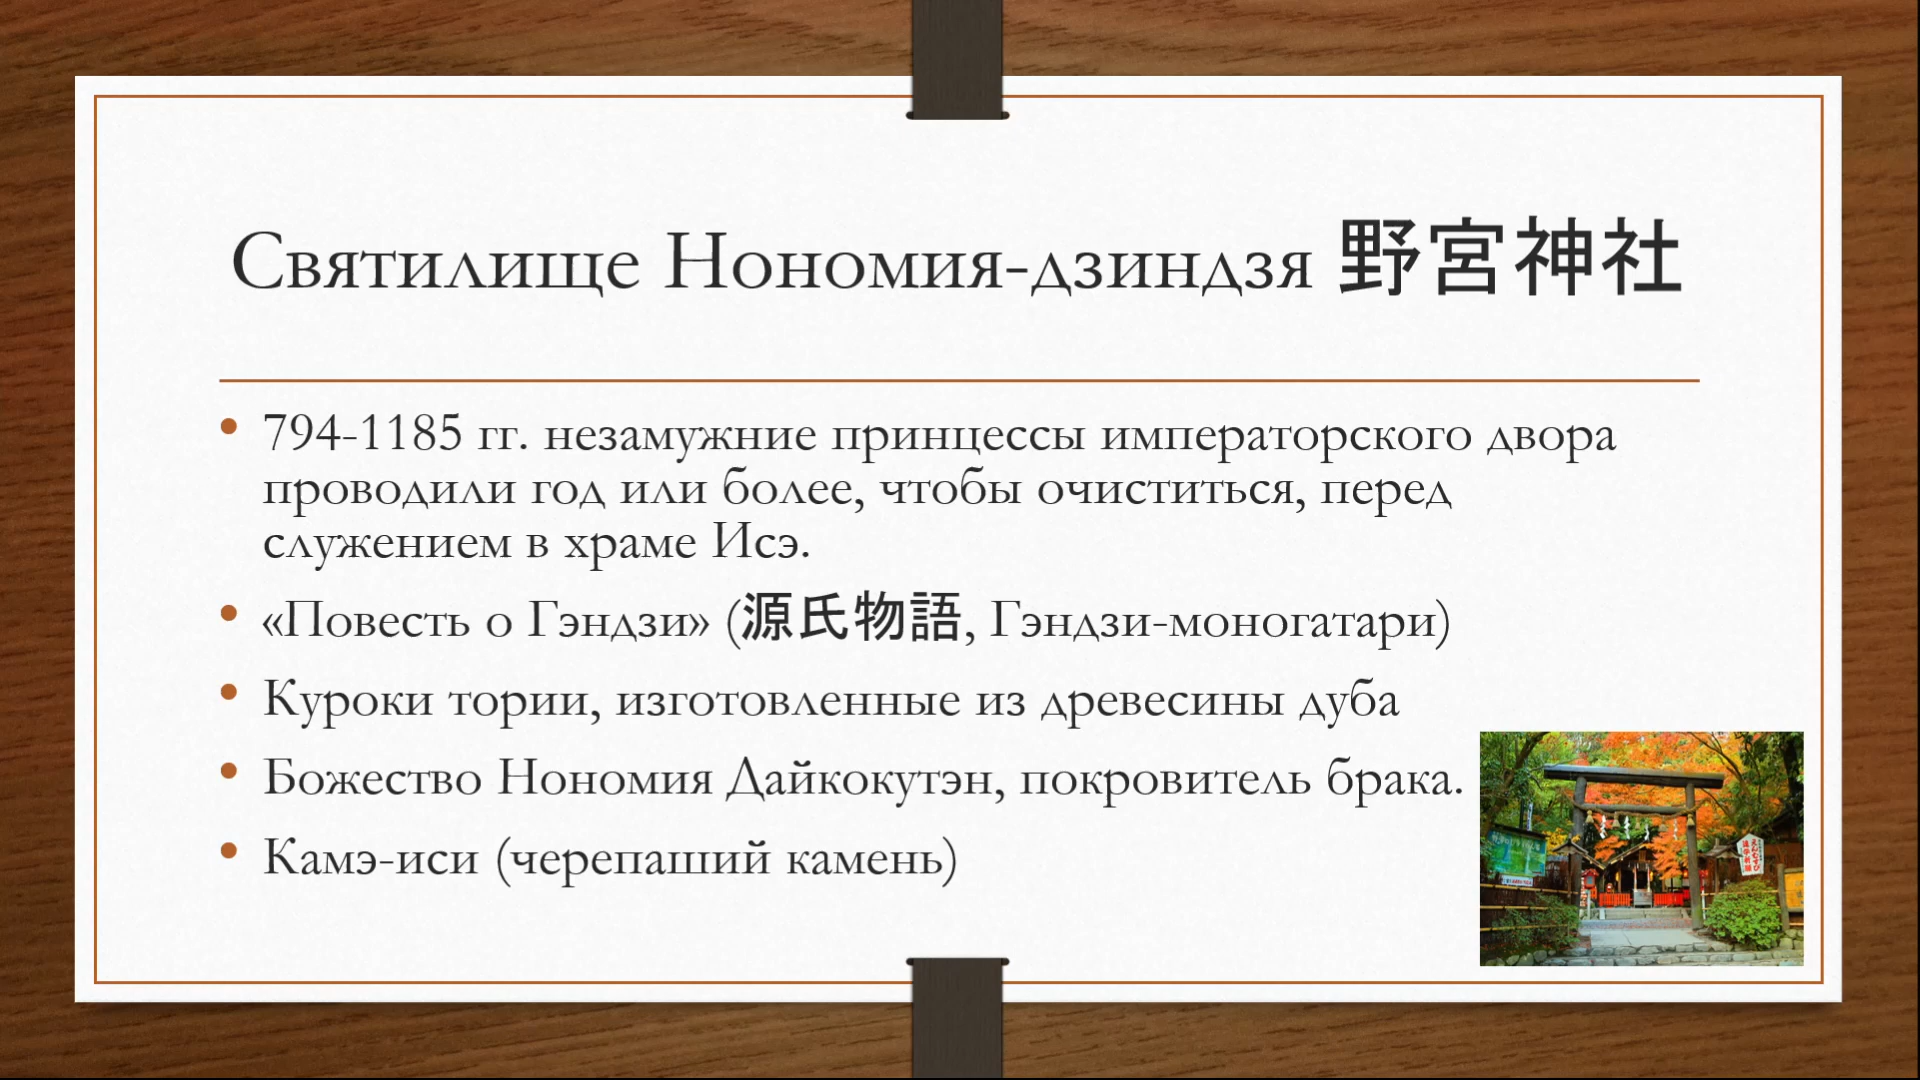 Святилище Нономия-дзиндзя 野宮神社
• 794-1185 гг. незамужние принцессы императорского двора
проводили год или более, чтобы очиститься, перед
служением в храме Исэ.
• «Повесть о Гэндзи» (源氏物語, Гэндзи-моногатари)
• Куроки тории, изготовленные из древесины дуба
• Божество Нономия Дайкокутэн, покровитель брака.
• Камэ-иси (черепаший камень)